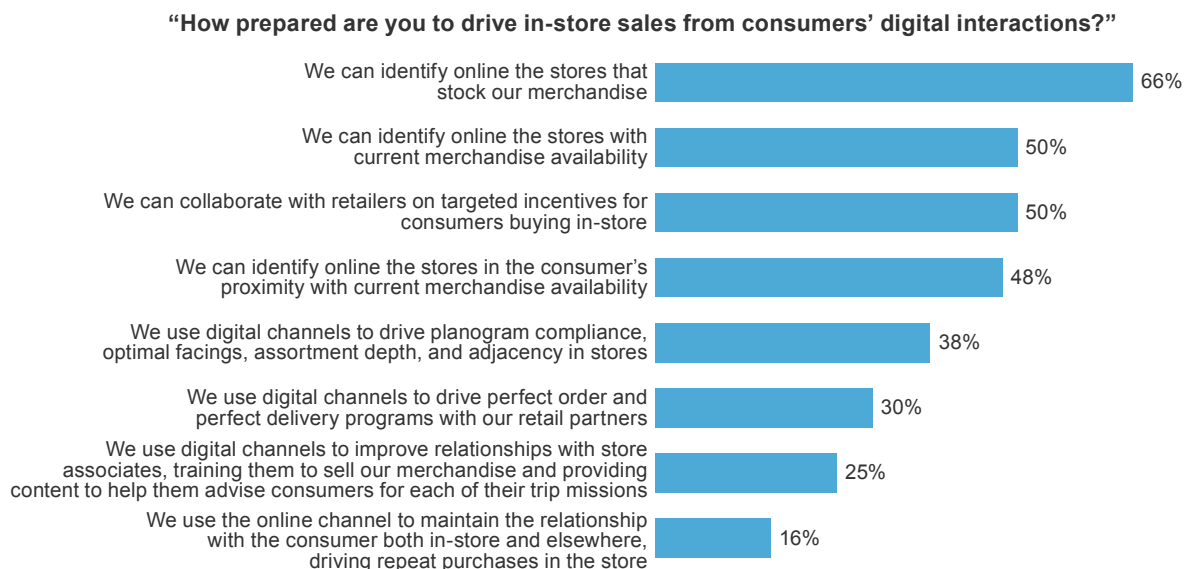 “How prepared are you to drive in-store sales from consumers’ digital interactions?”
We can identify online the stores that
stock our merchandise
66%
We can identify online the stores with
current merchandise availability
50%
We can collaborate with retailers on targeted incentives for
consumers buying in-store
50%
We can identify online the stores in the consumer’s
proximity with current merchandise availability
48%
We use digital channels to drive planogram compliance,
optimal facings, assortment depth, and adjacency in stores
38%
We use digital channels to drive perfect order and
perfect delivery programs with our retail partners
30%
We use digital channels to improve relationships with store
associates, training them to sell our merchandise and providing
content to help them advise consumers for each of their trip missions
25%
We use the online channel to maintain the relationship
with the consumer both in-store and elsewhere,
driving repeat purchases in the store
16%